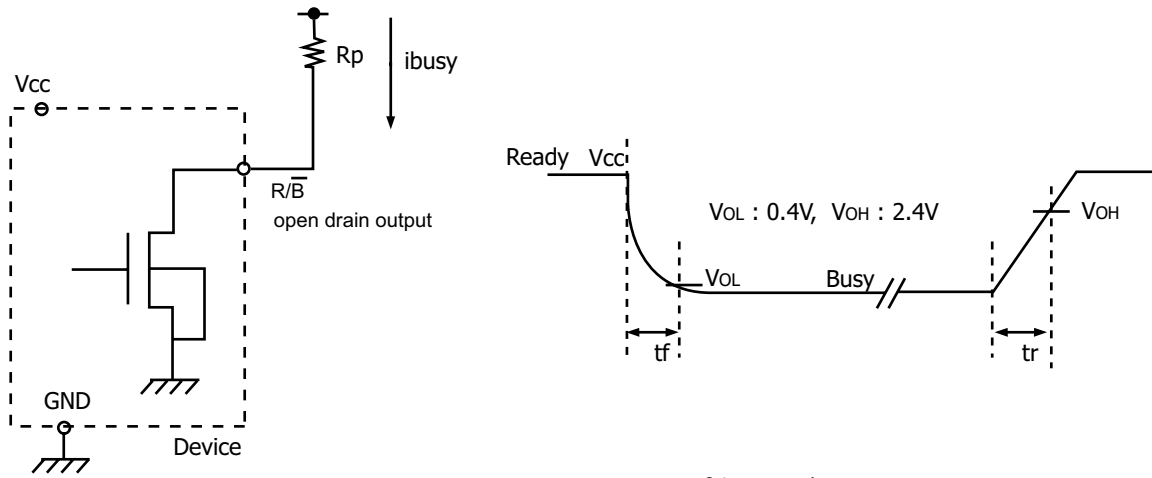 Rp
ibusy
Vcc
R/B̅
open drain output
GND
Device
Ready Vcc
VOL : 0.4V, VOH : 2.4V
VOH
VOL
Busy
tf
tr